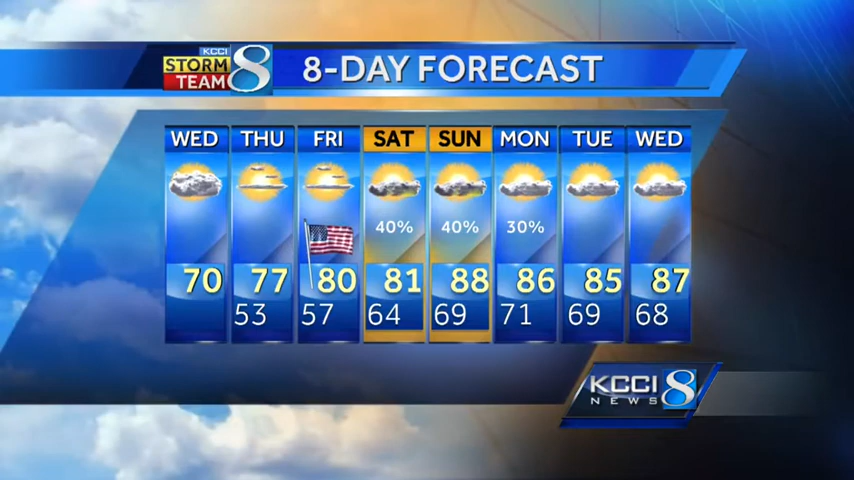 KCCI
STORM
TEAM 8
8-DAY FORECAST
WED THU FRI SAT SUN MON TUE WED
40% 40% 30%
70 77 80 81 88 86 85 87
53 57 64 69 71 69 68
KCCI 8
NEWS